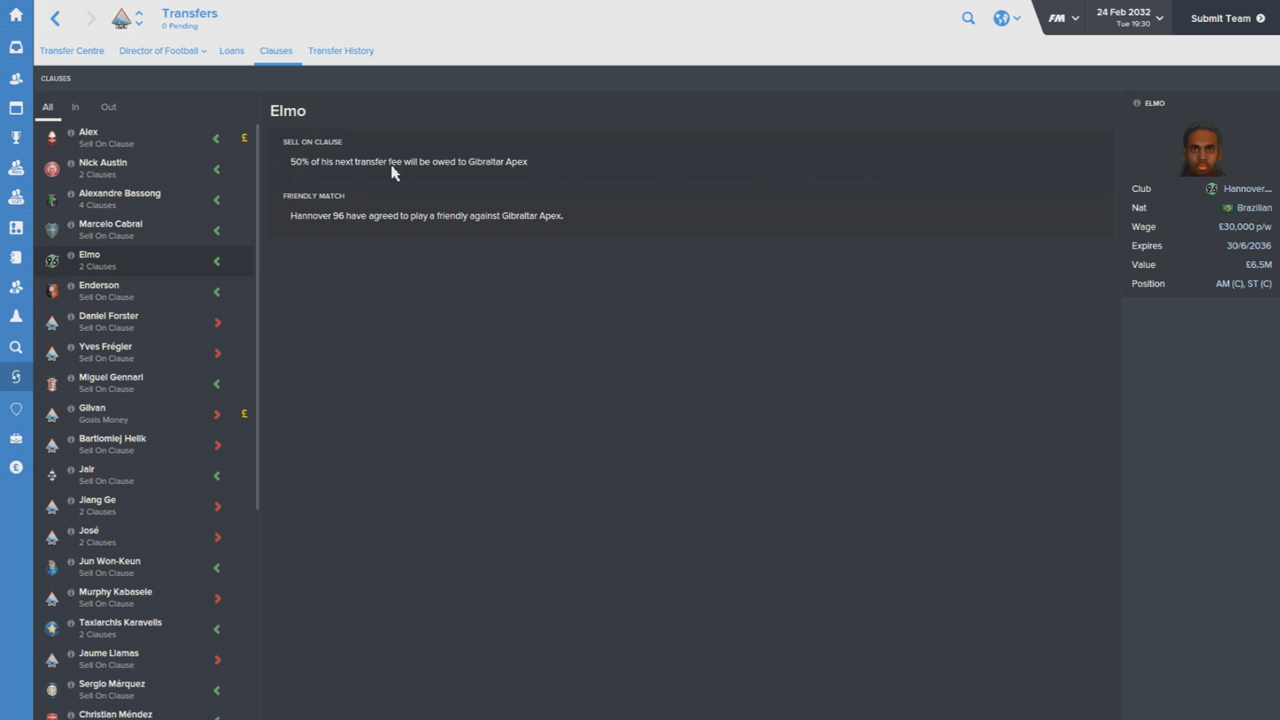 Transfers
0 Pending
FM
24 Feb 2032
Tue 19:30
Submit Team
Transfer Centre
Director of Football
Loans
Clauses
Transfer History
CLAUSES
All
In
Out
Elmo
SELL ON CLAUSE
50% of his next transfer fee will be owed to Gibraltar Apex
FRIENDLY MATCH
Hannover 96 have agreed to play a friendly against Gibraltar Apex.
Alex
Sell On Clause
£
Nick Austin
2 Clauses
Alexandre Bassong
4 Clauses
Marcelo Cabral
Sell On Clause
Elmo
2 Clauses
Enderson
Sell On Clause
Daniel Forster
Sell On Clause
Yves Frégier
Sell On Clause
Miguel Gennari
Sell On Clause
Gilvan
Goals Money
£
Bartlomiej Helik
Sell On Clause
Jair
Sell On Clause
Jiang Ge
2 Clauses
José
2 Clauses
Jun Won-Keun
Sell On Clause
Murphy Kabasele
Sell On Clause
Taxiarchis Karavelis
2 Clauses
Jaume Llamas
Sell On Clause
Sergio Márquez
Sell On Clause
Christian Méndez
ELMO
Club Hannover...
Nat Brazilian
Wage £30,000 p/w
Expires 30/6/2036
Value £6.5M
Position AM (C), ST (C)